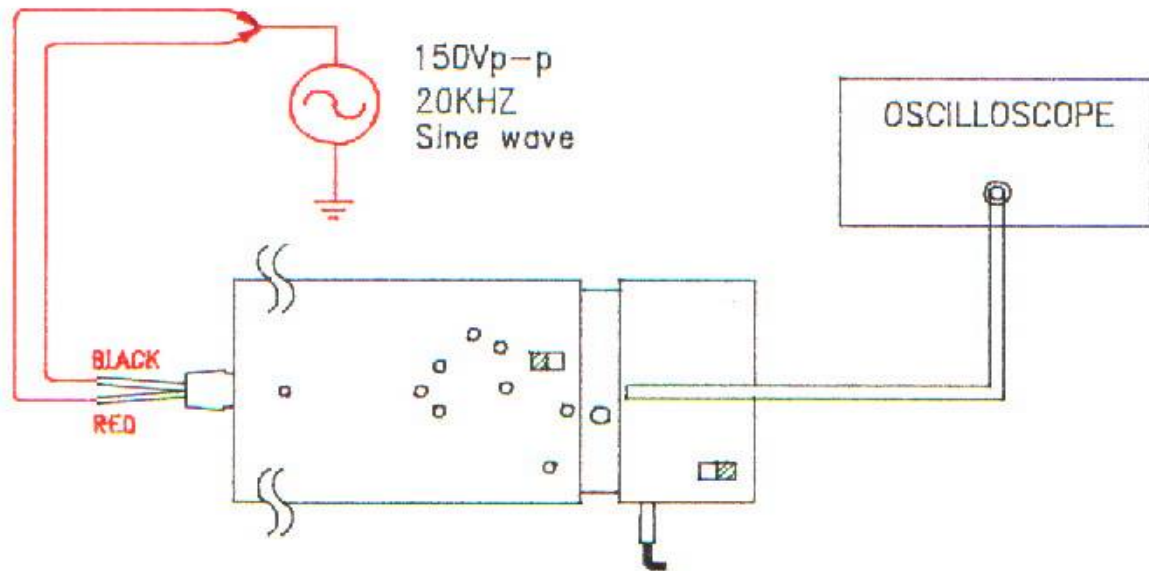 150Vp-p
20KHZ
Sine wave
OSCILLOSCOPE
BLACK
RED